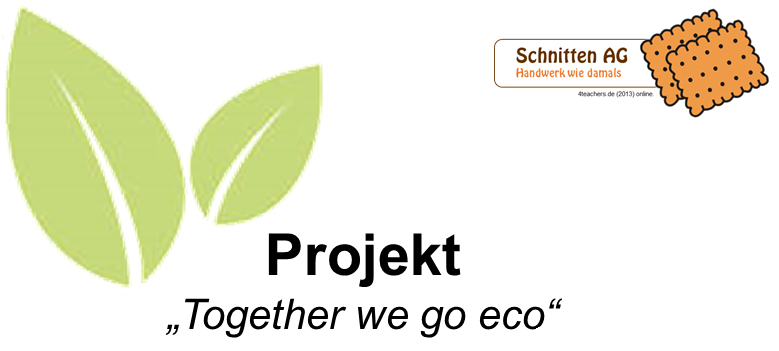 Schnitten AG
Handwerk wie damals
4teachers.de (2013) online.
Projekt
„Together we go eco“